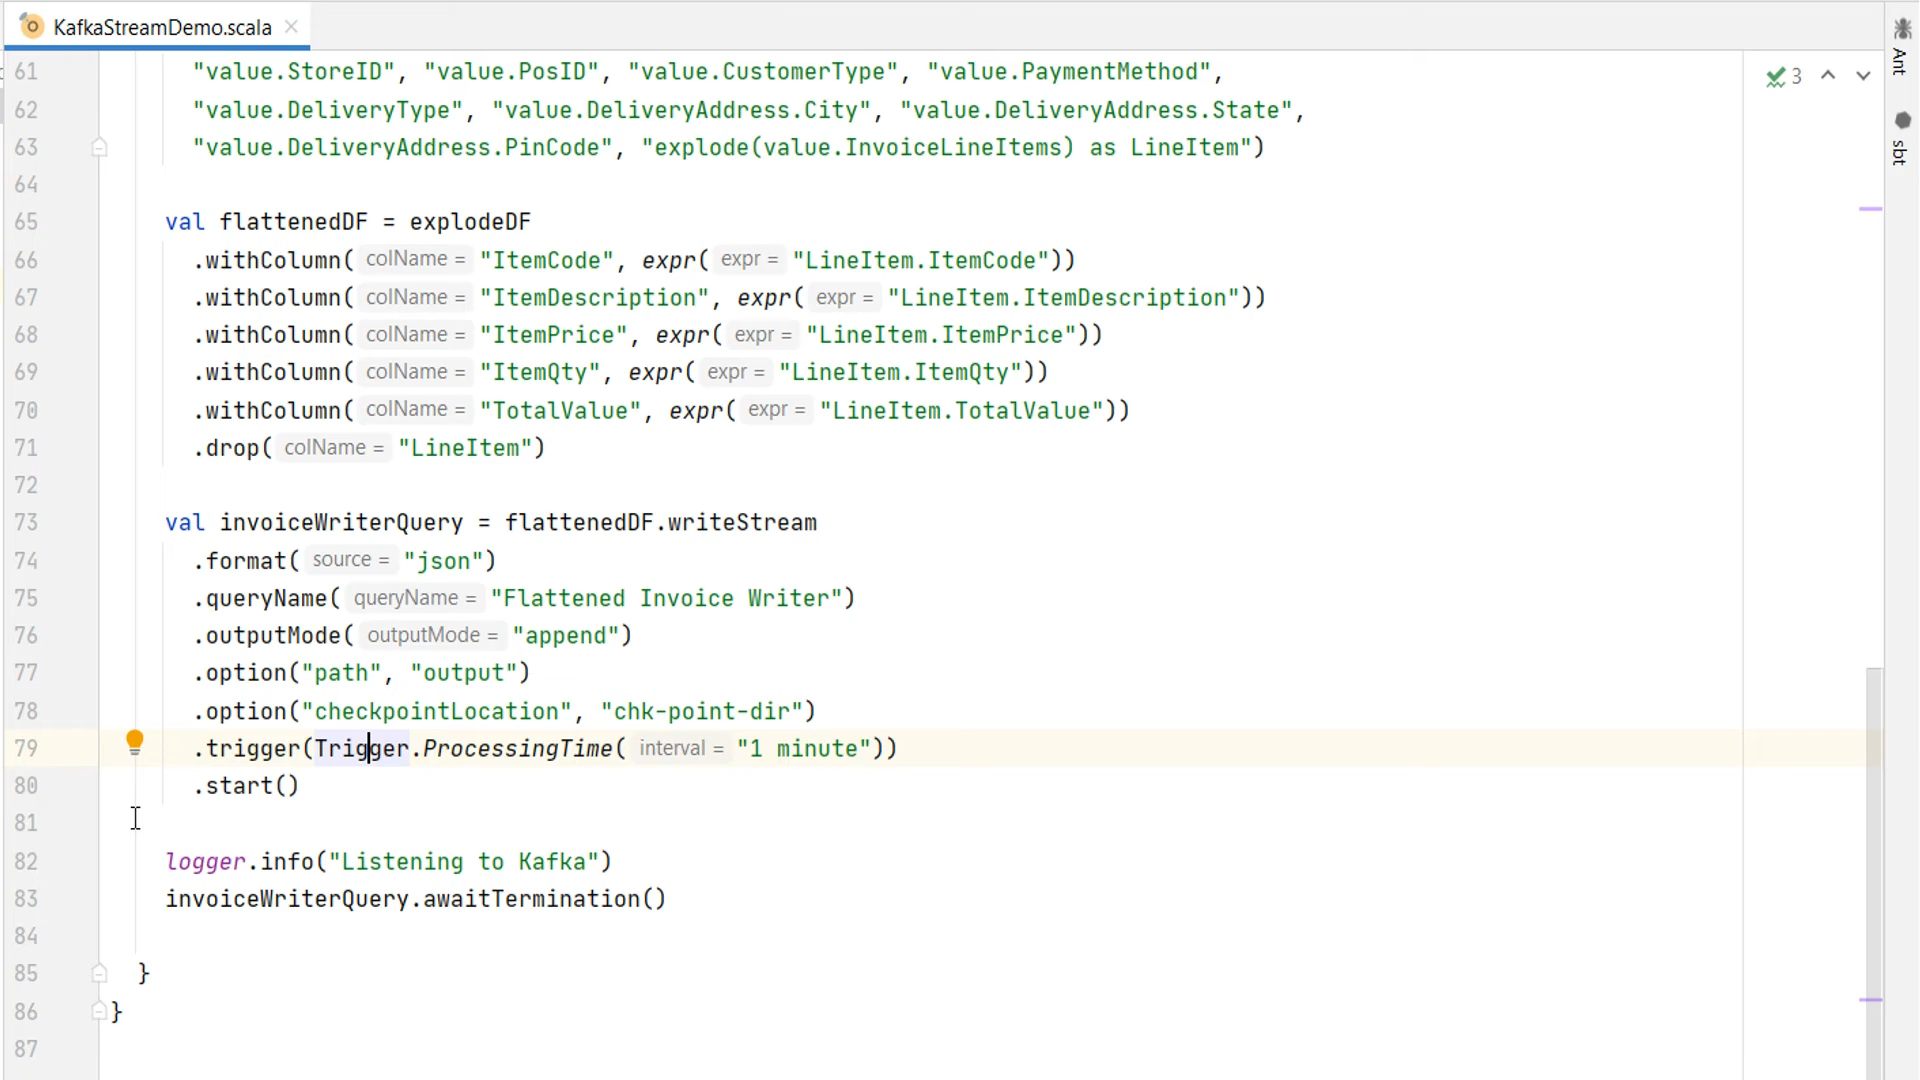 KafkaStreamDemo.scala
61 "value.StoreID", "value.PosID", "value.CustomerType", "value.PaymentMethod",
62 "value.DeliveryType", "value.DeliveryAddress.City", "value.DeliveryAddress.State",
63 "value.DeliveryAddress.PinCode", "explode(value.InvoiceLineItems) as LineItem")
64
65 val flattenedDF = explodeDF
66 .withColumn( colName = "ItemCode", expr( expr = "LineItem.ItemCode"))
67 .withColumn( colName = "ItemDescription", expr( expr = "LineItem.ItemDescription"))
68 .withColumn( colName = "ItemPrice", expr( expr = "LineItem.ItemPrice"))
69 .withColumn( colName = "ItemQty", expr( expr = "LineItem.ItemQty"))
70 .withColumn( colName = "TotalValue", expr( expr = "LineItem.TotalValue"))
71 .drop( colName = "LineItem")
72
73 val invoiceWriterQuery = flattenedDF.writeStream
74 .format( source = "json")
75 .queryName( queryName = "Flattened Invoice Writer")
76 .outputMode( outputMode = "append")
77 .option("path", "output")
78 .option("checkpointLocation", "chk-point-dir")
79 .trigger(Trigger.ProcessingTime( interval = "1 minute"))
80 .start()
81
82 logger.info("Listening to Kafka")
83 invoiceWriterQuery.awaitTermination()
84
85 }
86 }
87
3
Ant
sbt